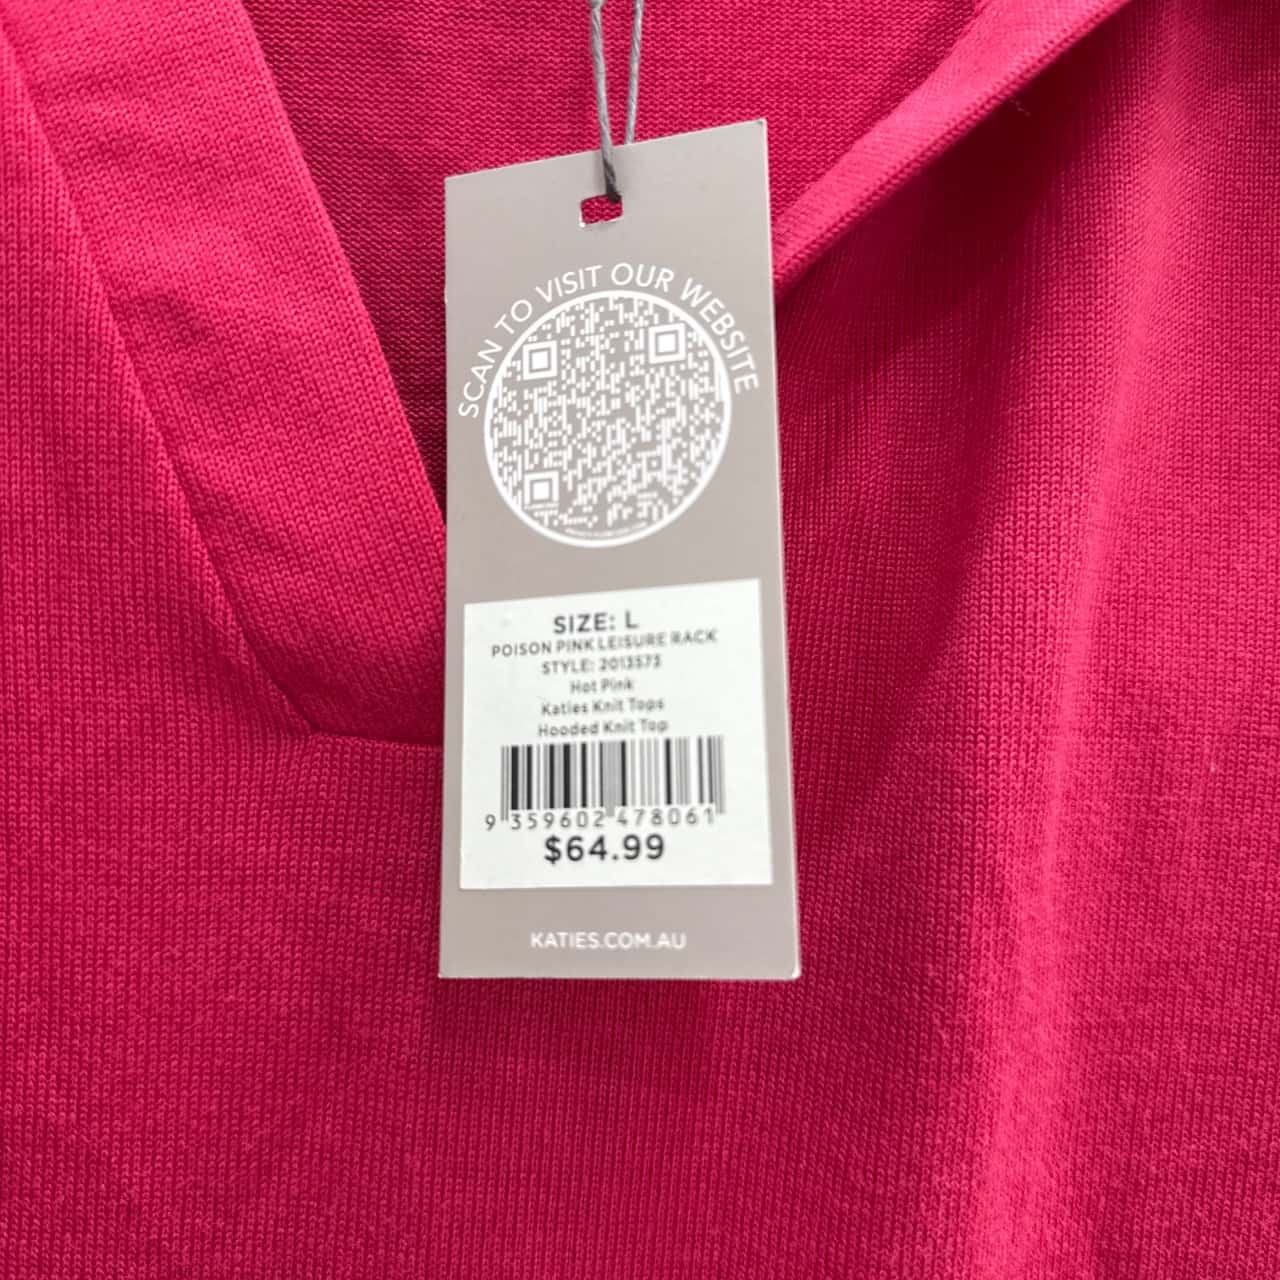 SCAN TO VISIT OUR WEBSITE
SIZE: L
POISON PINK LEISURE RACK
STYLE: 2013573
Hot Pink
Katies Knit Tops
Hooded Knit Top
9 359602 478061
$64.99
KATIES.COM.AU